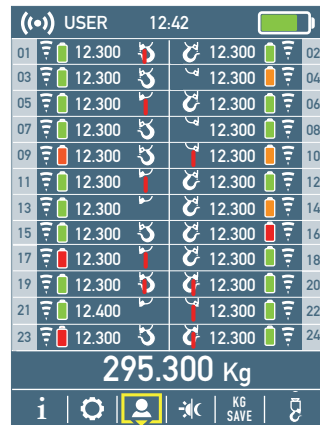 USER 12:42
01 12.300 12.300 02
03 12.300 12.300 04
05 12.300 12.300 06
07 12.300 12.300 08
09 12.300 12.300 10
11 12.300 12.300 12
13 12.300 12.300 14
15 12.300 12.300 16
17 12.300 12.300 18
19 12.300 12.300 20
21 12.400 12.300 22
23 12.300 12.300 24
295.300 Kg
i KG
SAVE